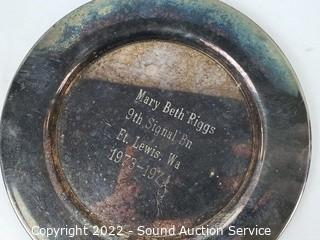 Mary Beth Riggs
9th Signal Bn
Ft. Lewis, Wa
1973-1974
Copyright 2022 - Sound Auction Service